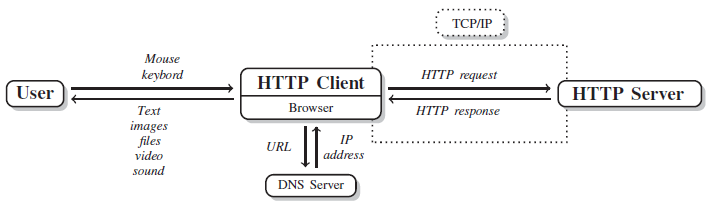 TCP/IP
Mouse
keybord
User
Text
images
files
video
sound
HTTP Client
Browser
HTTP request
HTTP response
HTTP Server
URL
IP
address
DNS Server